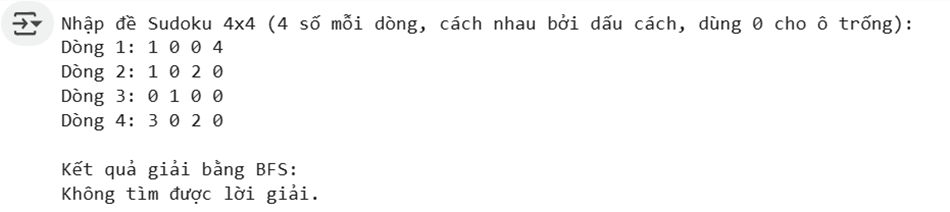 Nhập đề Sudoku 4x4 (4 số mỗi dòng, cách nhau bởi dấu cách, dùng 0 cho ô trống):
Dòng 1: 1 0 0 4
Dòng 2: 1 0 2 0
Dòng 3: 0 1 0 0
Dòng 4: 3 0 2 0
Kết quả giải bằng BFS:
Không tìm được lời giải.